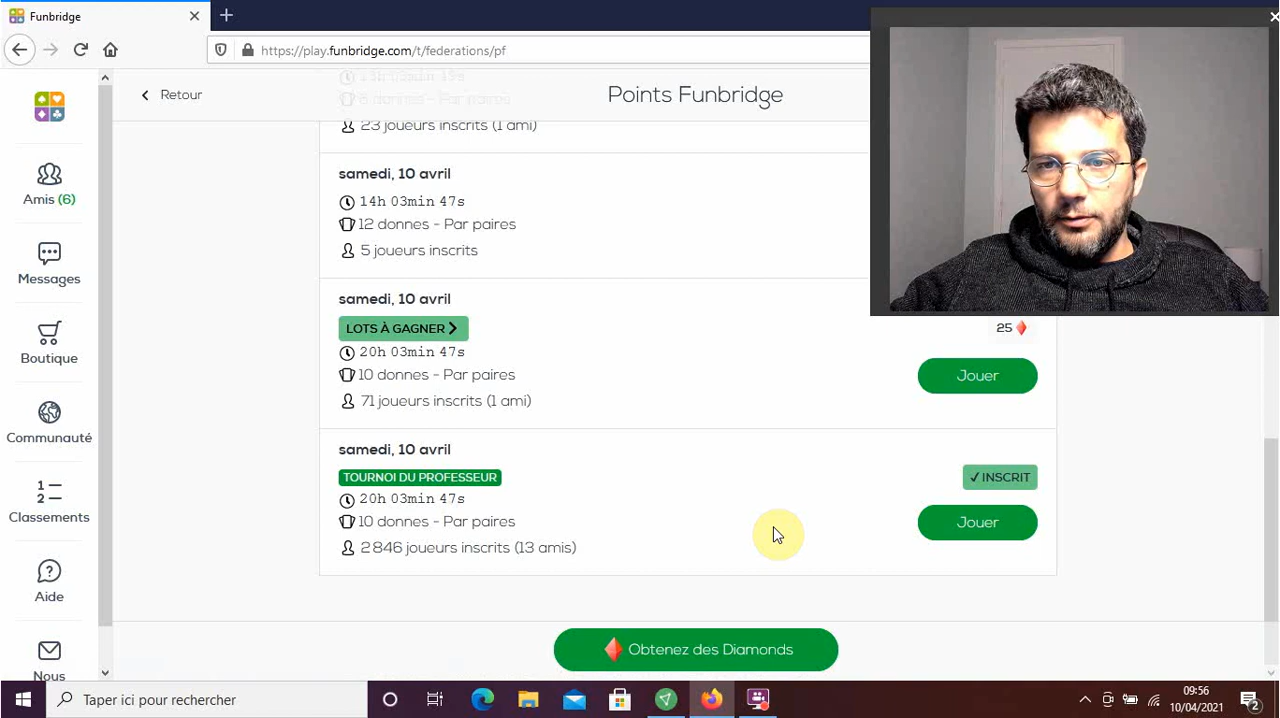 Funbridge
https://play.funbridge.com/t/federations/pf
Retour
Points Funbridge
23 joueurs inscrits (1 ami)
samedi, 10 avril
14h 03min 47s
12 donnes - Par paires
5 joueurs inscrits
samedi, 10 avril
LOTS À GAGNER
25
20h 03min 47s
10 donnes - Par paires
Jouer
71 joueurs inscrits (1 ami)
samedi, 10 avril
TOURNOI DU PROFESSEUR
✓ INSCRIT
20h 03min 47s
10 donnes - Par paires
Jouer
2 846 joueurs inscrits (13 amis)
Obtenez des Diamonds
Amis (6)
Messages
Boutique
Communauté
1
2
Classements
Aide
Nous
Taper ici pour rechercher
09:56
10/04/2021
2